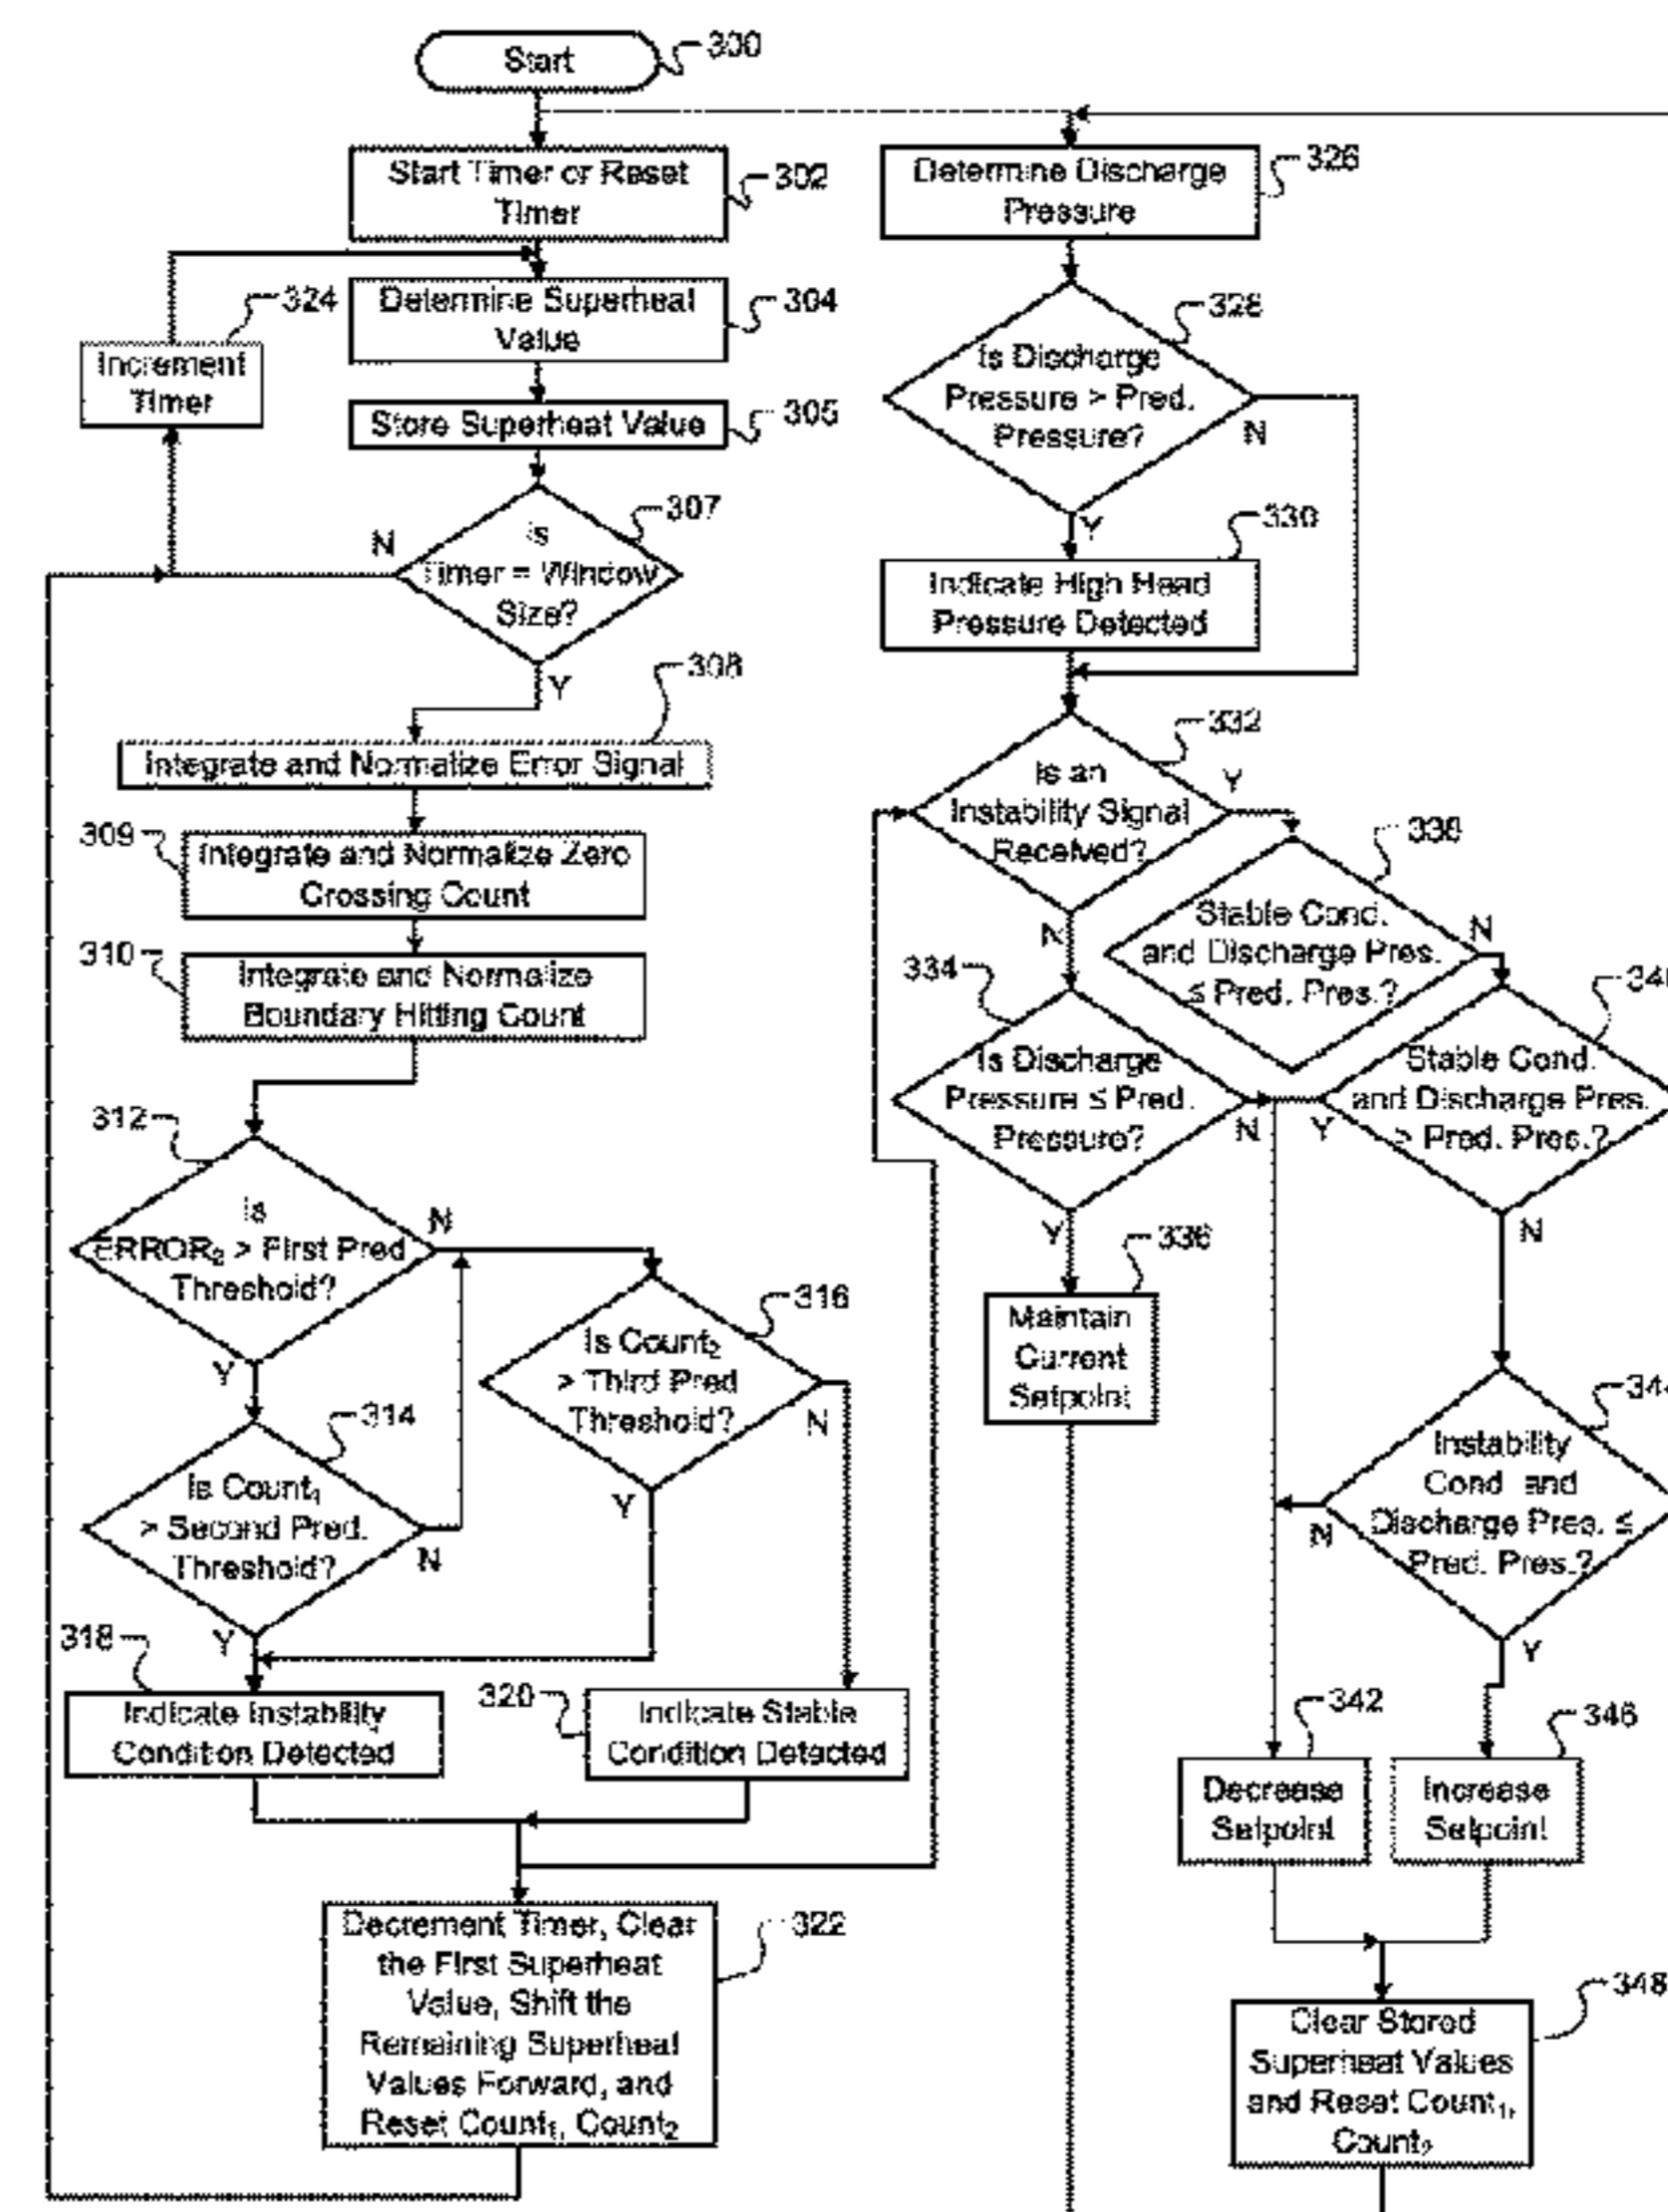 Start
300
Start Timer or Reset
Timer
302
Determine Superheat
Value
304
324
Increment
Timer
Store Superheat Value
305
Is
Timer = Window
Size?
307
N
Y
308
Integrate and Normalize Error Signal
309
Integrate and Normalize Zero
Crossing Count
310
Integrate and Normalize
Boundary Hitting Count
312
Is
ERROR₂ > First Pred.
Threshold?
N
Y
314
Is Count₁
> Second Pred.
Threshold?
N
Y
316
Is Count₂
> Third Pred.
Threshold?
N
Y
318
Indicate Instability
Condition Detected
320
Indicate Stable
Condition Detected
Decrement Timer, Clear
the First Superheat
Value, Shift the
Remaining Superheat
Values Forward, and
Reset Count₁, Count₂
322
Determine Discharge
Pressure
326
328
Is Discharge
Pressure > Pred.
Pressure?
N
Y
330
Indicate High Head
Pressure Detected
332
Is an
Instability Signal
Received?
Y
N
334
Is Discharge
Pressure ≤ Pred.
Pressure?
N
Y
336
Maintain
Current
Setpoint
338
Stable Cond.
and Discharge Pres.
≤ Pred. Pres.?
N
Stable Cond.
and Discharge Pres.
> Pred. Pres.?
Y
N
Instability
Cond. and
Discharge Pres. ≤
Pred. Pres.?
N
Y
342
Decrease
Setpoint
346
Increase
Setpoint
348
Clear Stored
Superheat Values
and Reset Count₁,
Count₂